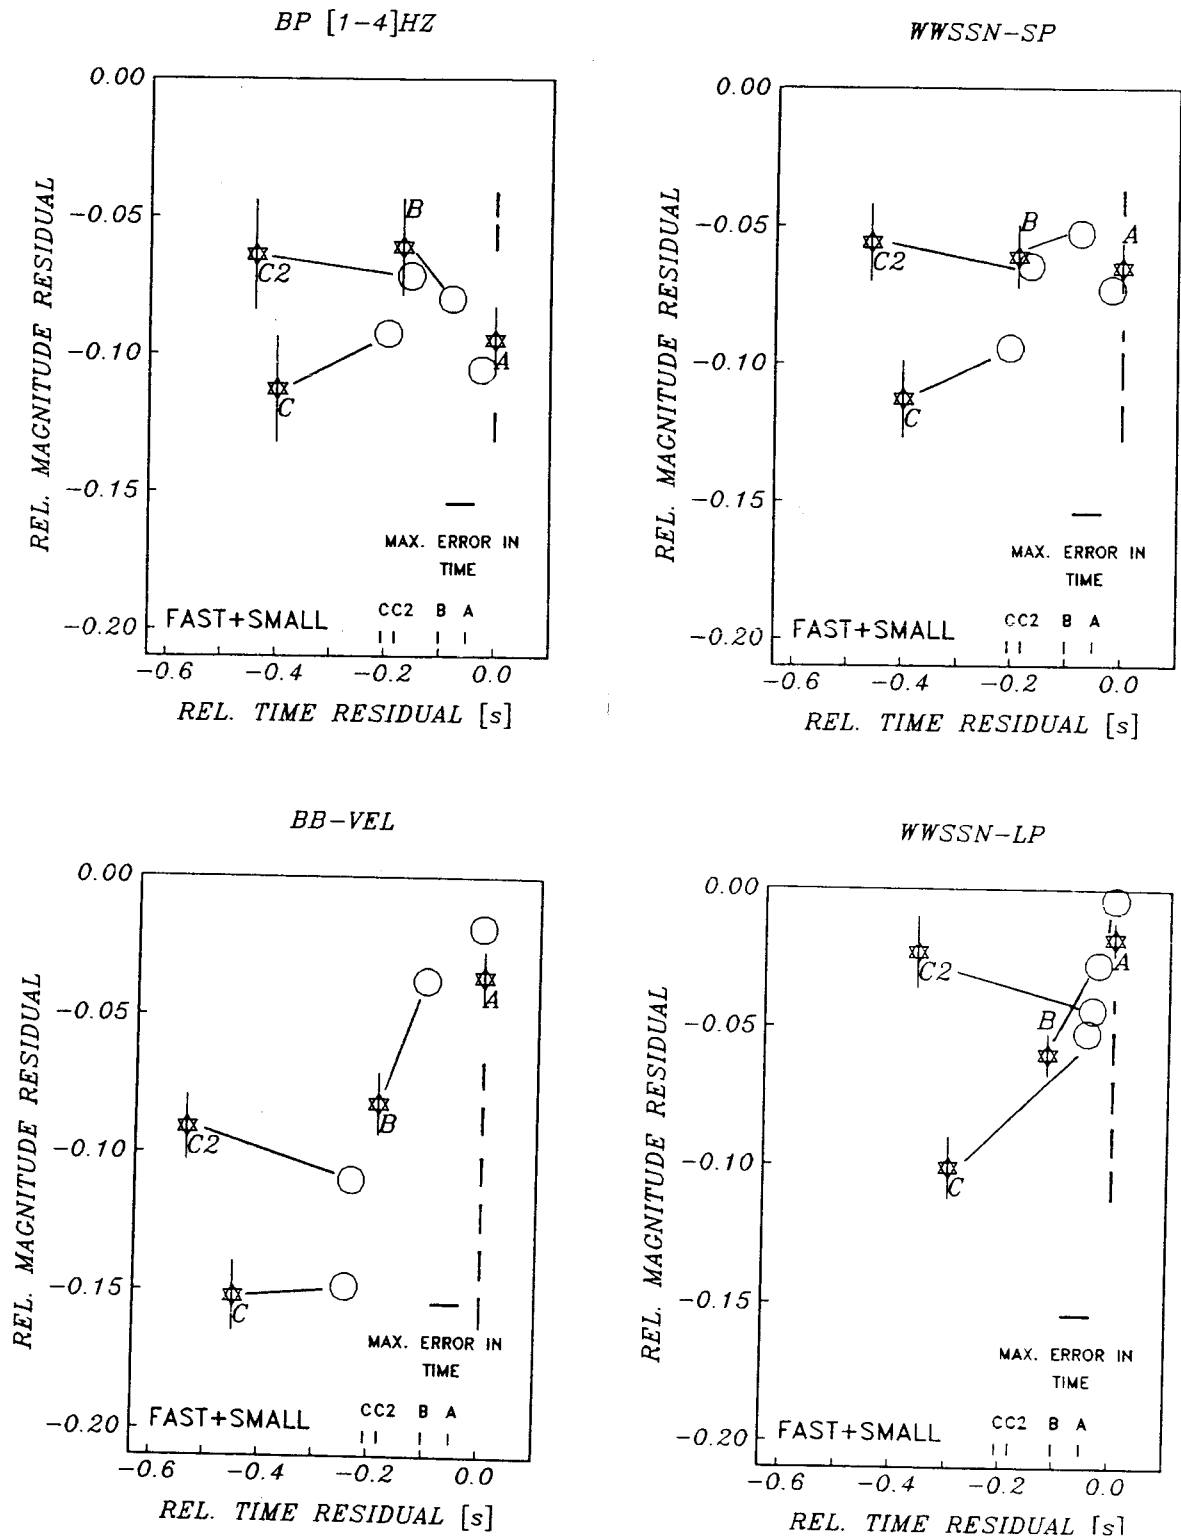 BP [1-4]HZ
0.00
-0.05
-0.10
-0.15
-0.20
REL. MAGNITUDE RESIDUAL
B
C2
A
C
MAX. ERROR IN
TIME
CC2 B A
FAST+SMALL
-0.6 -0.4 -0.2 0.0
REL. TIME RESIDUAL [s]
WWSSN-SP
0.00
-0.05
-0.10
-0.15
-0.20
REL. MAGNITUDE RESIDUAL
B
A
C2
C
MAX. ERROR IN
TIME
CC2 B A
FAST+SMALL
-0.6 -0.4 -0.2 0.0
REL. TIME RESIDUAL [s]
BB-VEL
0.00
-0.05
-0.10
-0.15
-0.20
REL. MAGNITUDE RESIDUAL
A
B
C2
C
MAX. ERROR IN
TIME
CC2 B A
FAST+SMALL
-0.6 -0.4 -0.2 0.0
REL. TIME RESIDUAL [s]
WWSSN-LP
0.00
-0.05
-0.10
-0.15
-0.20
REL. MAGNITUDE RESIDUAL
A
C2
B
C
MAX. ERROR IN
TIME
CC2 B A
FAST+SMALL
-0.6 -0.4 -0.2 0.0
REL. TIME RESIDUAL [s]